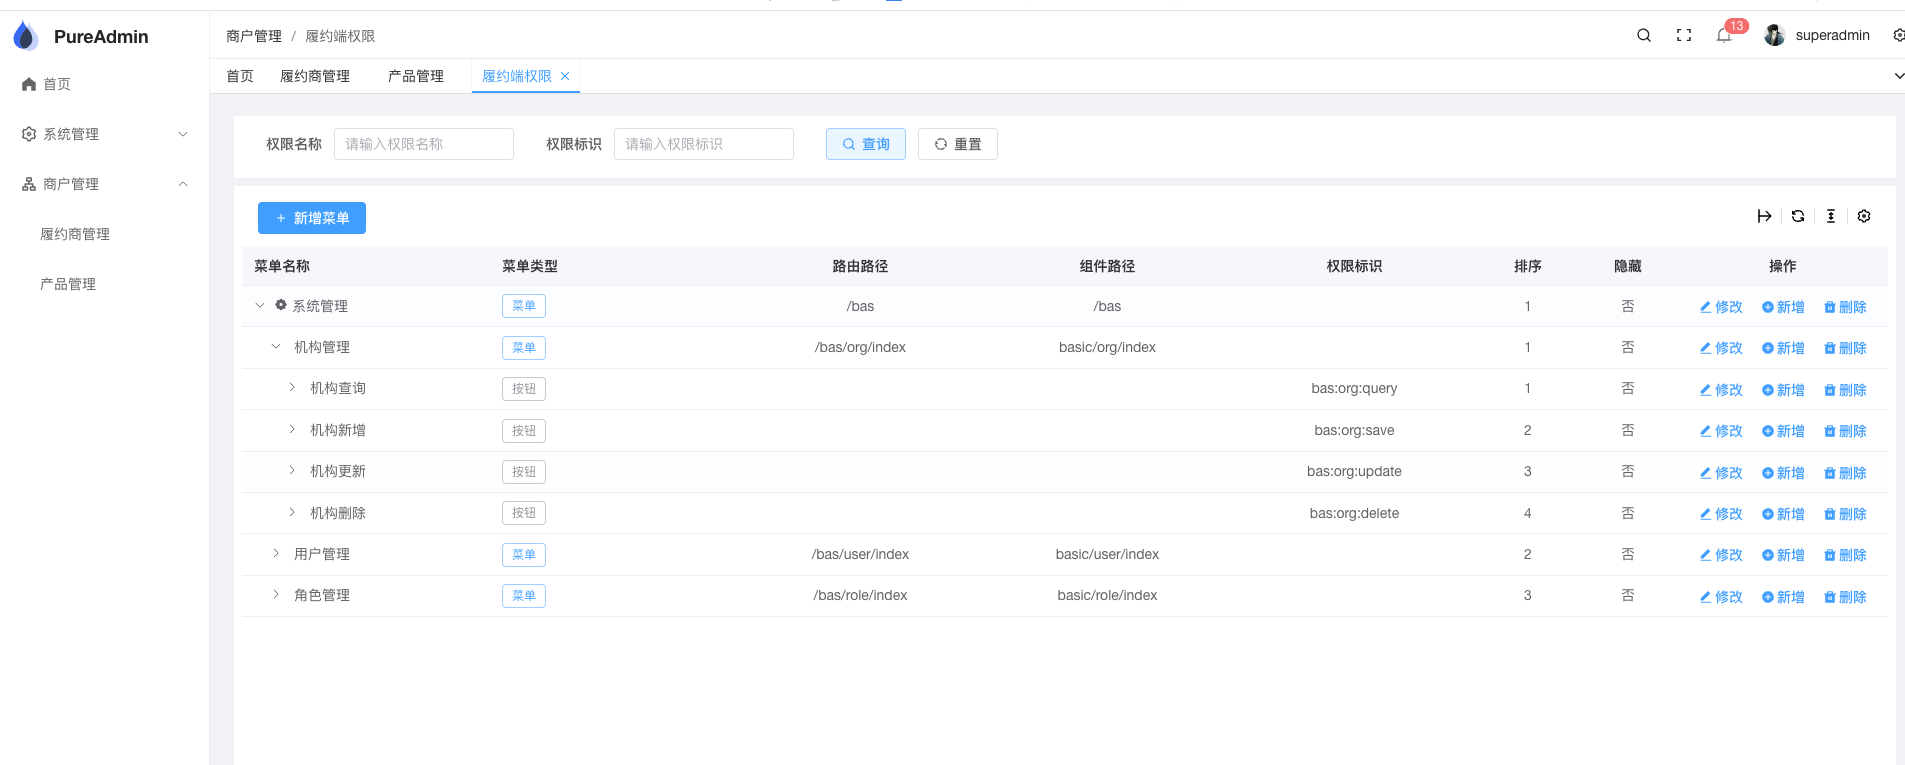 PureAdmin
首页
系统管理
商户管理
履约商管理
产品管理
商户管理 / 履约端权限
13 superadmin
首页 履约商管理 产品管理 履约端权限
权限名称 请输入权限名称 权限标识 请输入权限标识 查询 重置
新增菜单
菜单名称 菜单类型 路由路径 组件路径 权限标识 排序 隐藏 操作
系统管理 菜单 /bas /bas 1 否 修改 新增 删除
机构管理 菜单 /bas/org/index basic/org/index 1 否 修改 新增 删除
机构查询 按钮 bas:org:query 1 否 修改 新增 删除
机构新增 按钮 bas:org:save 2 否 修改 新增 删除
机构更新 按钮 bas:org:update 3 否 修改 新增 删除
机构删除 按钮 bas:org:delete 4 否 修改 新增 删除
用户管理 菜单 /bas/user/index basic/user/index 2 否 修改 新增 删除
角色管理 菜单 /bas/role/index basic/role/index 3 否 修改 新增 删除